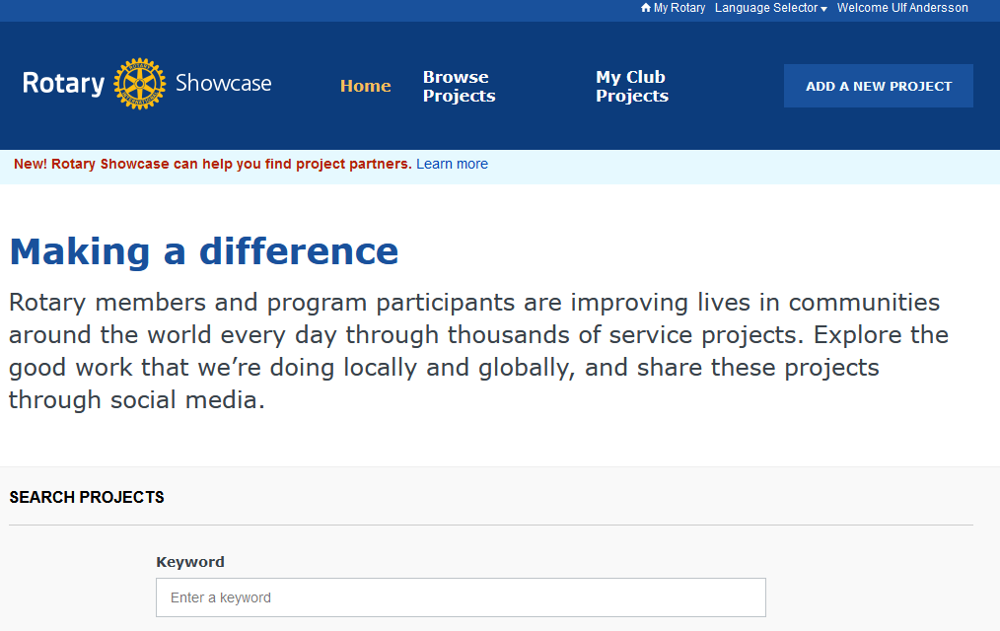 My Rotary Language Selector Welcome Ulf Andersson
Rotary Showcase
Home
Browse
Projects
My Club
Projects
ADD A NEW PROJECT
New! Rotary Showcase can help you find project partners. Learn more
Making a difference
Rotary members and program participants are improving lives in communities
around the world every day through thousands of service projects. Explore the
good work that we’re doing locally and globally, and share these projects
through social media.
SEARCH PROJECTS
Keyword
Enter a keyword